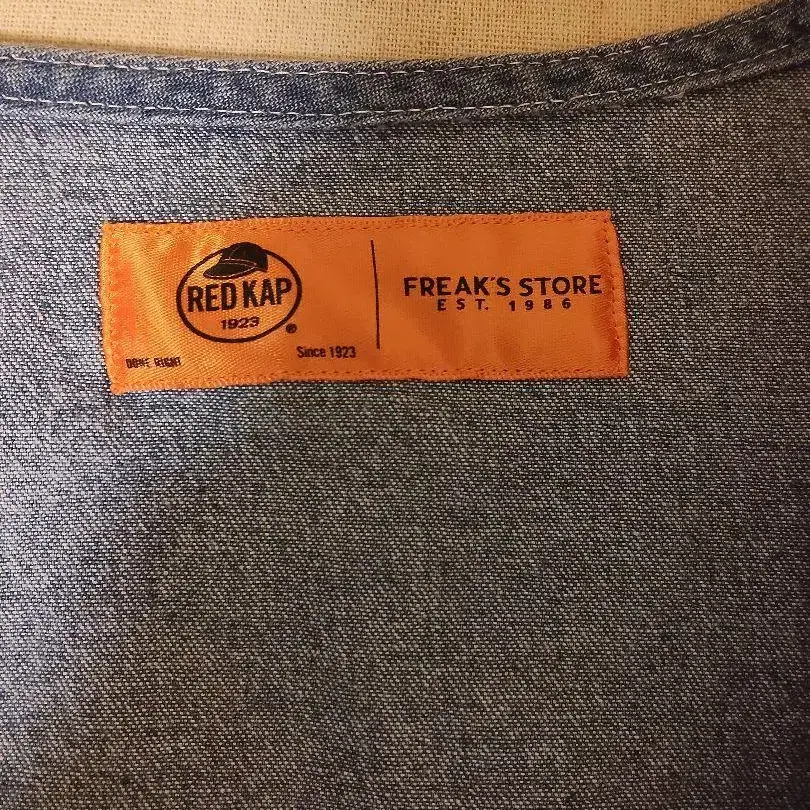 RED KAP
1923
®
DONE RIGHT
Since 1923
FREAK'S STORE
EST. 1986